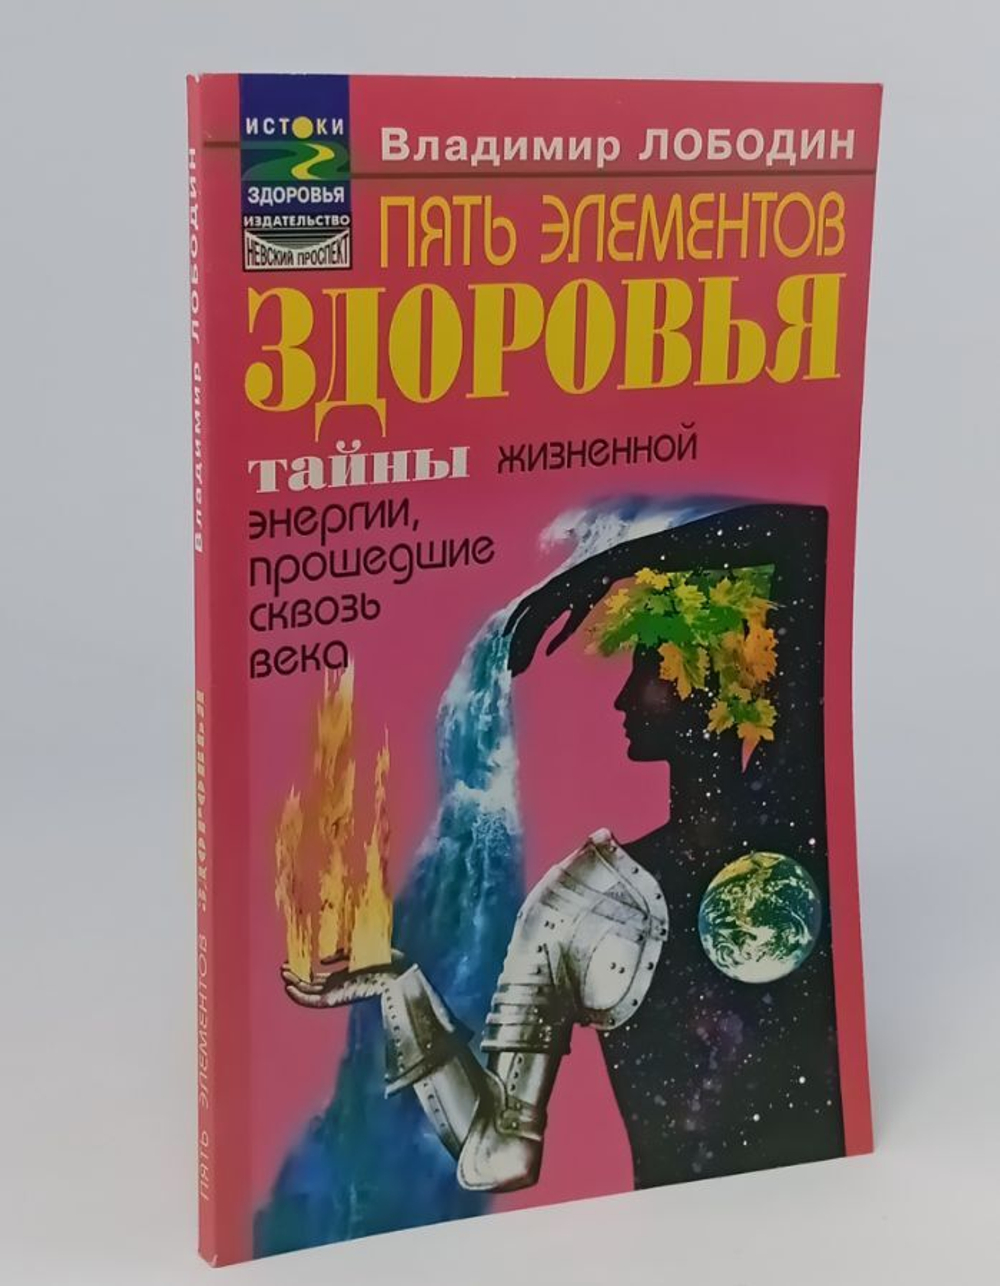 ИСТОКИ
ЗДОРОВЬЯ
ИЗДАТЕЛЬСТВО
НЕВСКИЙ ПРОСПЕКТ
Владимир ЛОБОДИН
ПЯТЬ ЭЛЕМЕНТОВ
ЗДОРОВЬЯ
тайны жизненной
энергии,
прошедшие
сквозь
века
Владимир ЛОБОДИН
ПЯТЬ ЭЛЕМЕНТОВ ЗДОРОВЬЯ